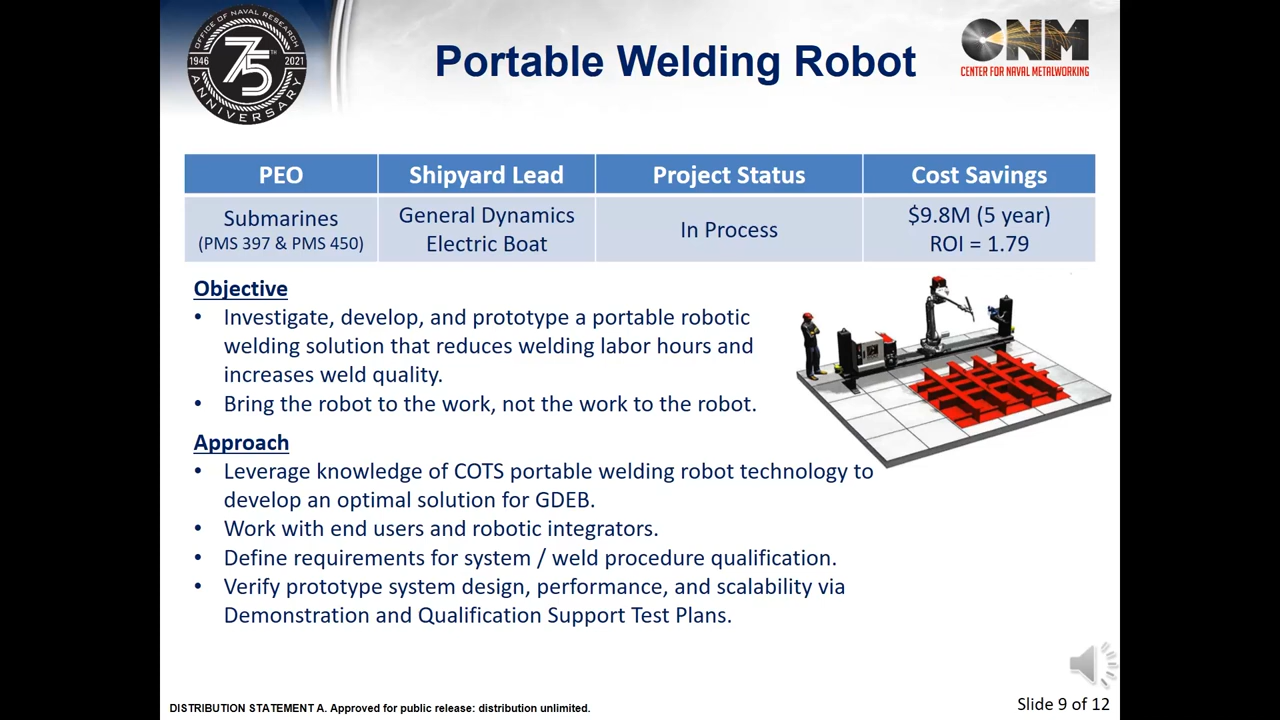 OFFICE OF NAVAL RESEARCH
75TH
1946 2021
ANNIVERSARY
Portable Welding Robot
CNM
CENTER FOR NAVAL METALWORKING
PEO Shipyard Lead Project Status Cost Savings
Submarines General Dynamics In Process $9.8M (5 year)
(PMS 397 & PMS 450) Electric Boat ROI = 1.79
Objective
• Investigate, develop, and prototype a portable robotic
welding solution that reduces welding labor hours and
increases weld quality.
• Bring the robot to the work, not the work to the robot.
Approach
• Leverage knowledge of COTS portable welding robot technology to
develop an optimal solution for GDEB.
• Work with end users and robotic integrators.
• Define requirements for system / weld procedure qualification.
• Verify prototype system design, performance, and scalability via
Demonstration and Qualification Support Test Plans.
DISTRIBUTION STATEMENT A. Approved for public release: distribution unlimited.
Slide 9 of 12